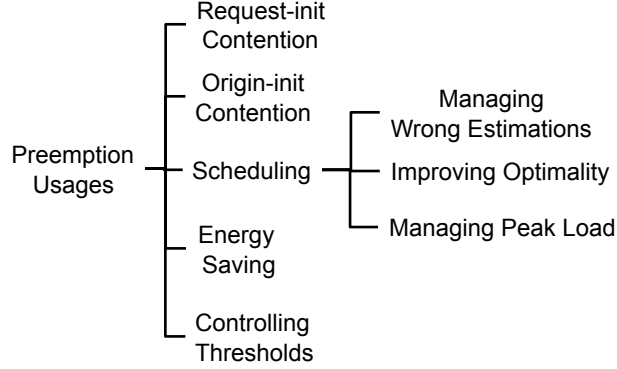 Preemption
Usages
Request-init
Contention
Origin-init
Contention
Scheduling
Managing
Wrong Estimations
Improving Optimality
Managing Peak Load
Energy
Saving
Controlling
Thresholds